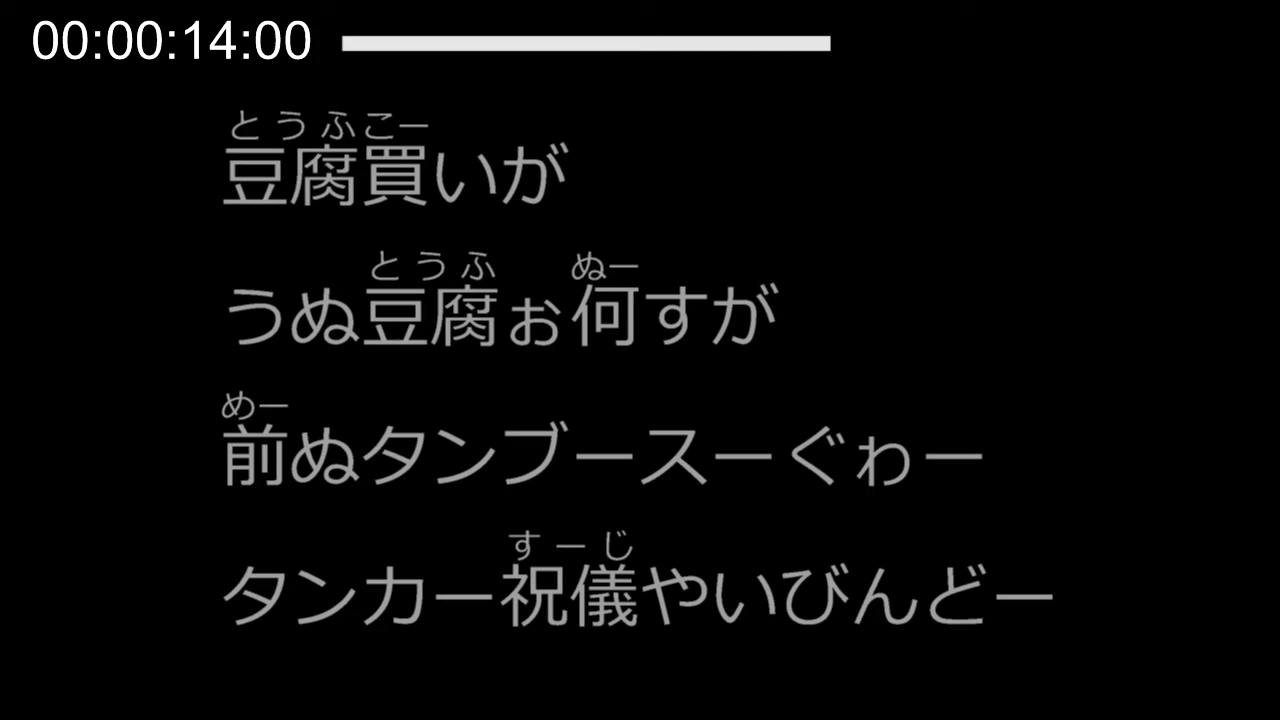 00:00:14:00
とうふこー
豆腐買いが
とうふ ぬー
うぬ豆腐ぉ何すが
めー
前ぬタンブースーぐゎー
すーじ
タンカー祝儀やいびんどー